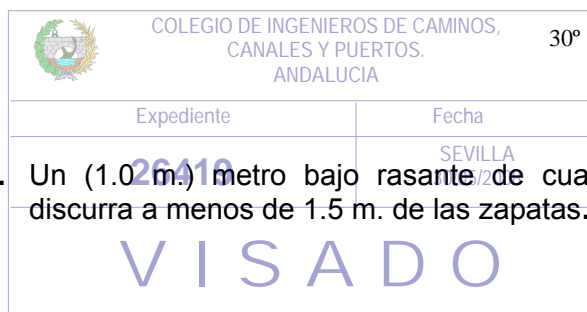 COLEGIO DE INGENIEROS DE CAMINOS,
CANALES Y PUERTOS.
ANDALUCIA
30º
Expediente Fecha
26419 SEVILLA
. Un (1.0 m.) metro bajo rasante de cua
discurra a menos de 1.5 m. de las zapatas.
VISADO